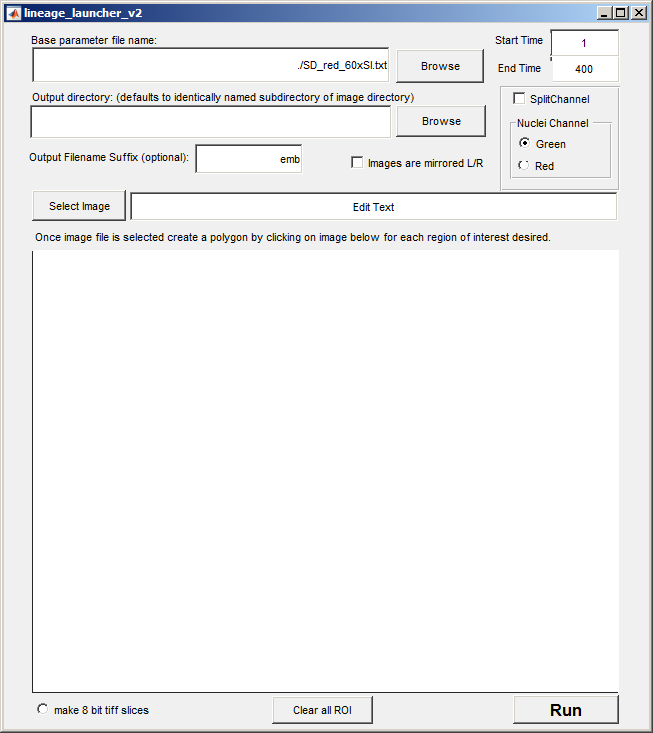 lineage_launcher_v2
Base parameter file name:
./SD_red_60xSI.txt
Browse
Start Time
1
End Time
400
Output directory: (defaults to identically named subdirectory of image directory)
Browse
SplitChannel
Nuclei Channel
Green
Red
Output Filename Suffix (optional):
emb
Images are mirrored L/R
Select Image
Edit Text
Once image file is selected create a polygon by clicking on image below for each region of interest desired.
make 8 bit tiff slices
Clear all ROI
Run